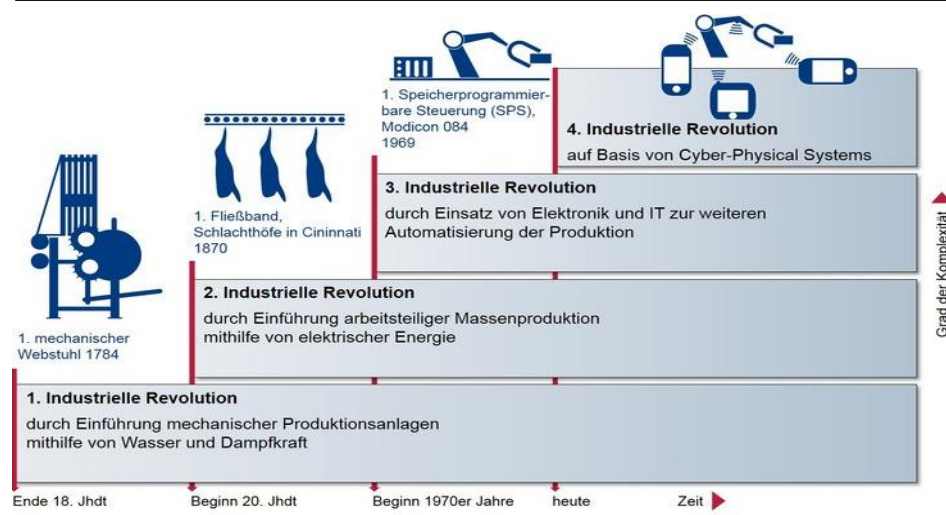 1. Speicherprogrammier-
bare Steuerung (SPS),
Modicon 084
1969
4. Industrielle Revolution
auf Basis von Cyber-Physical Systems
1. Fließband,
Schlachthöfe in Cininnati
1870
3. Industrielle Revolution
durch Einsatz von Elektronik und IT zur weiteren
Automatisierung der Produktion
2. Industrielle Revolution
durch Einführung arbeitsteiliger Massenproduktion
mithilfe von elektrischer Energie
1. mechanischer
Webstuhl 1784
1. Industrielle Revolution
durch Einführung mechanischer Produktionsanlagen
mithilfe von Wasser und Dampfkraft
Grad der Komplexität
Ende 18. Jhdt
Beginn 20. Jhdt
Beginn 1970er Jahre
heute
Zeit